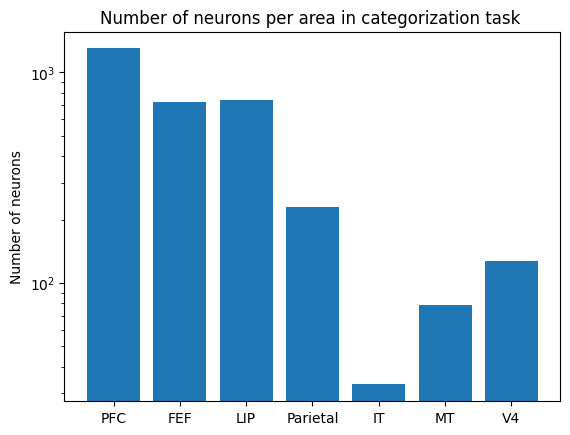 Number of neurons per area in categorization task
Number of neurons
10³
10²
PFC FEF LIP Parietal IT MT V4